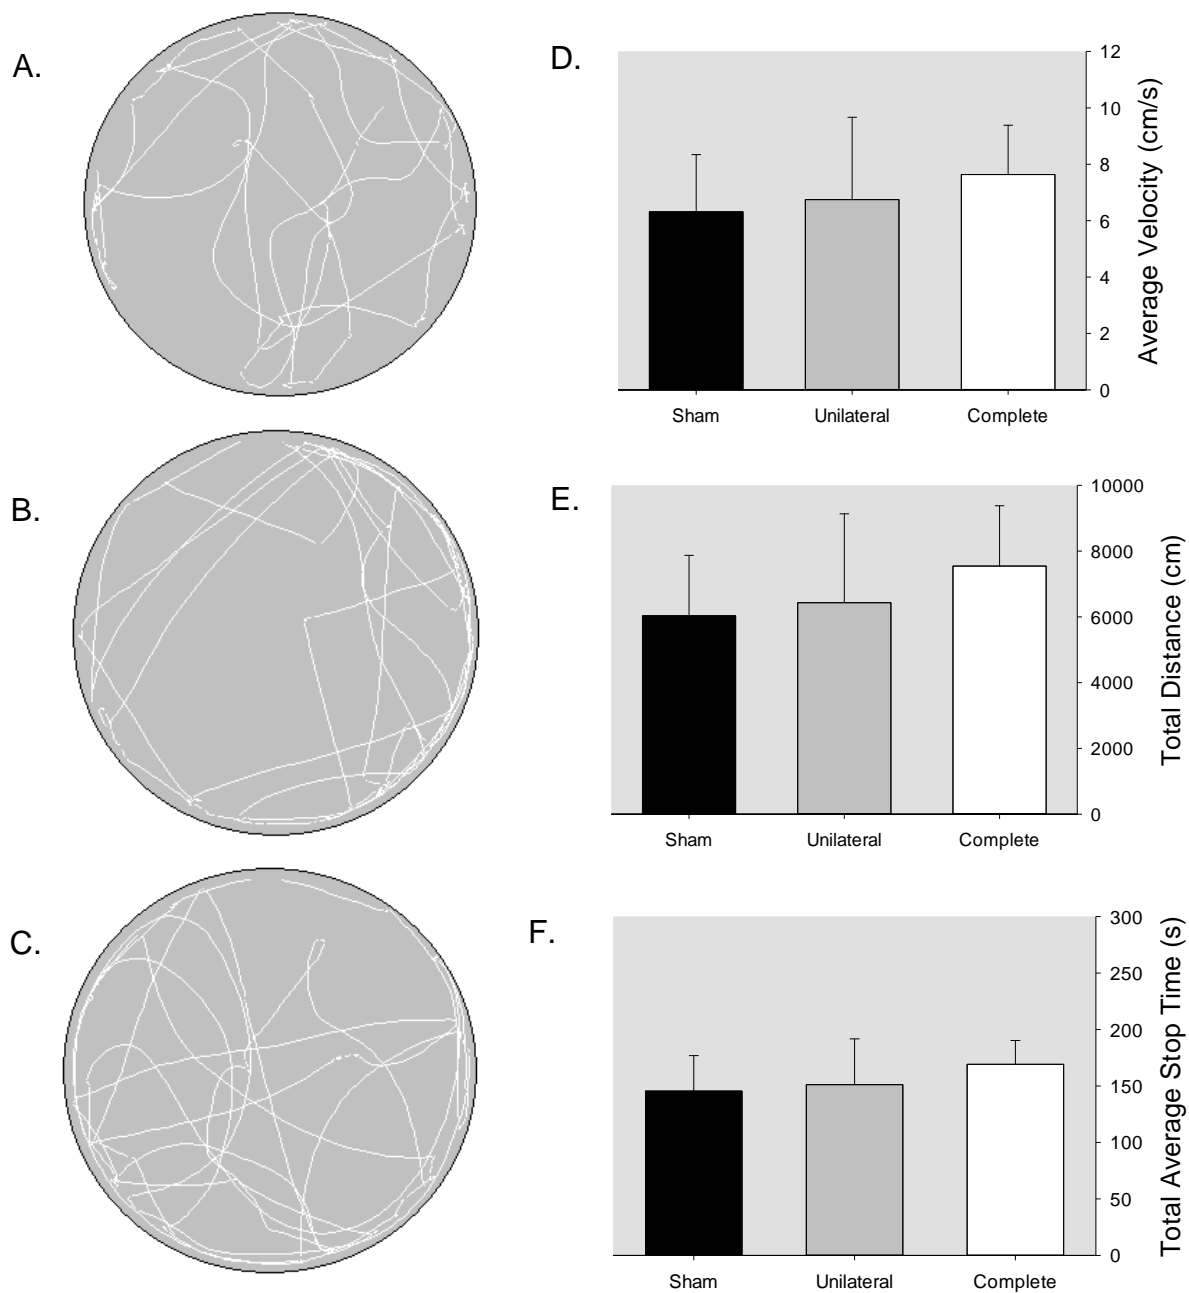 A.
B.
C.
D.
12
10
8
6
4
2
0
Average Velocity (cm/s)
Sham Unilateral Complete
E.
10000
8000
6000
4000
2000
0
Total Distance (cm)
Sham Unilateral Complete
F.
300
250
200
150
100
50
0
Total Average Stop Time (s)
Sham Unilateral Complete